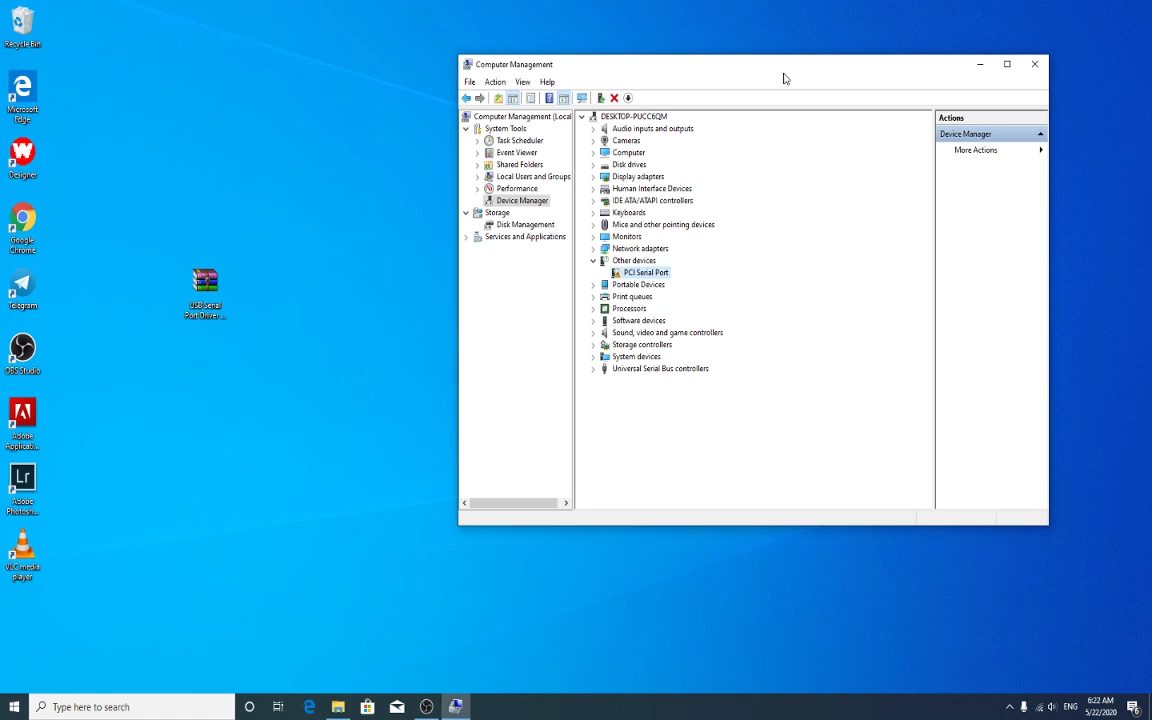 Recycle Bin
Microsoft
Edge
Designer
Google
Chrome
Telegram
OBS Studio
Adobe
Applicati...
Adobe
Photosh...
VLC media
player
USB Serial
Port Driver ...
Computer Management
File Action View Help
Computer Management (Local
System Tools
Task Scheduler
Event Viewer
Shared Folders
Local Users and Groups
Performance
Device Manager
Storage
Disk Management
Services and Applications
DESKTOP-PUCC6QM
Audio inputs and outputs
Cameras
Computer
Disk drives
Display adapters
Human Interface Devices
IDE ATA/ATAPI controllers
Keyboards
Mice and other pointing devices
Monitors
Network adapters
Other devices
PCI Serial Port
Portable Devices
Print queues
Processors
Software devices
Sound, video and game controllers
Storage controllers
System devices
Universal Serial Bus controllers
Actions
Device Manager
More Actions
Type here to search
ENG
6:22 AM
5/22/2020
6